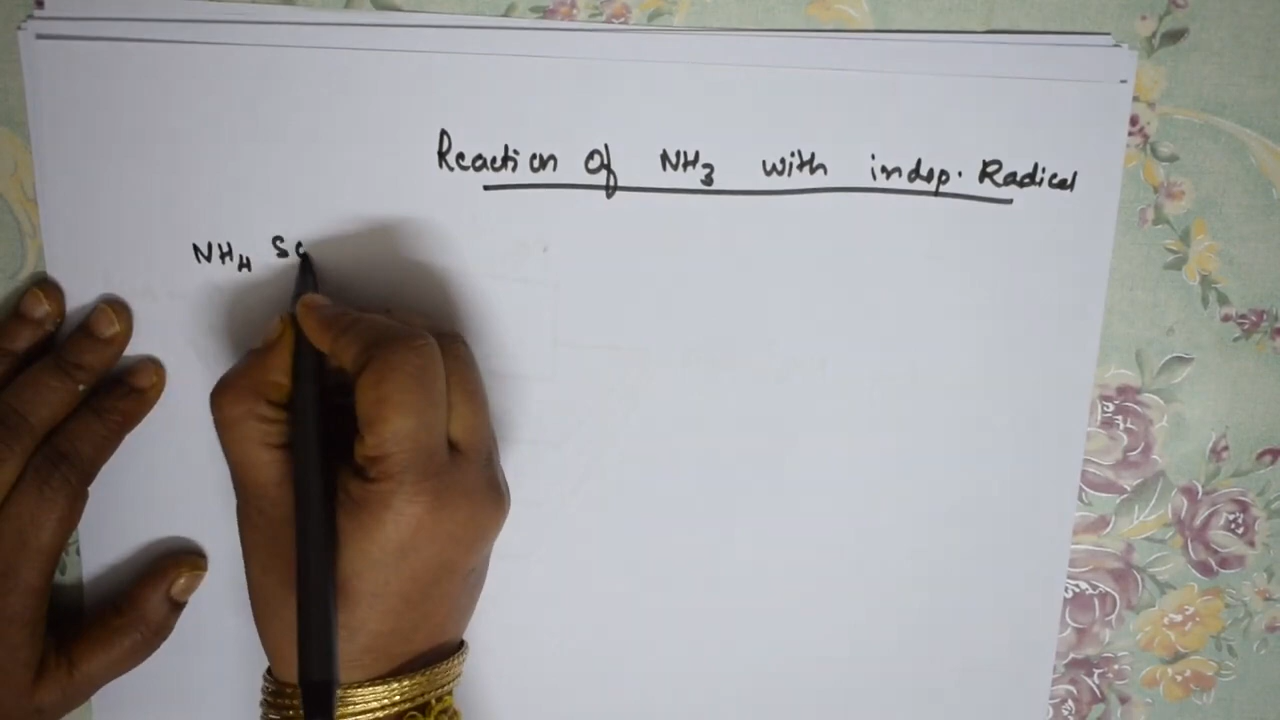 Reaction of NH3 with indep. Radical
NH4